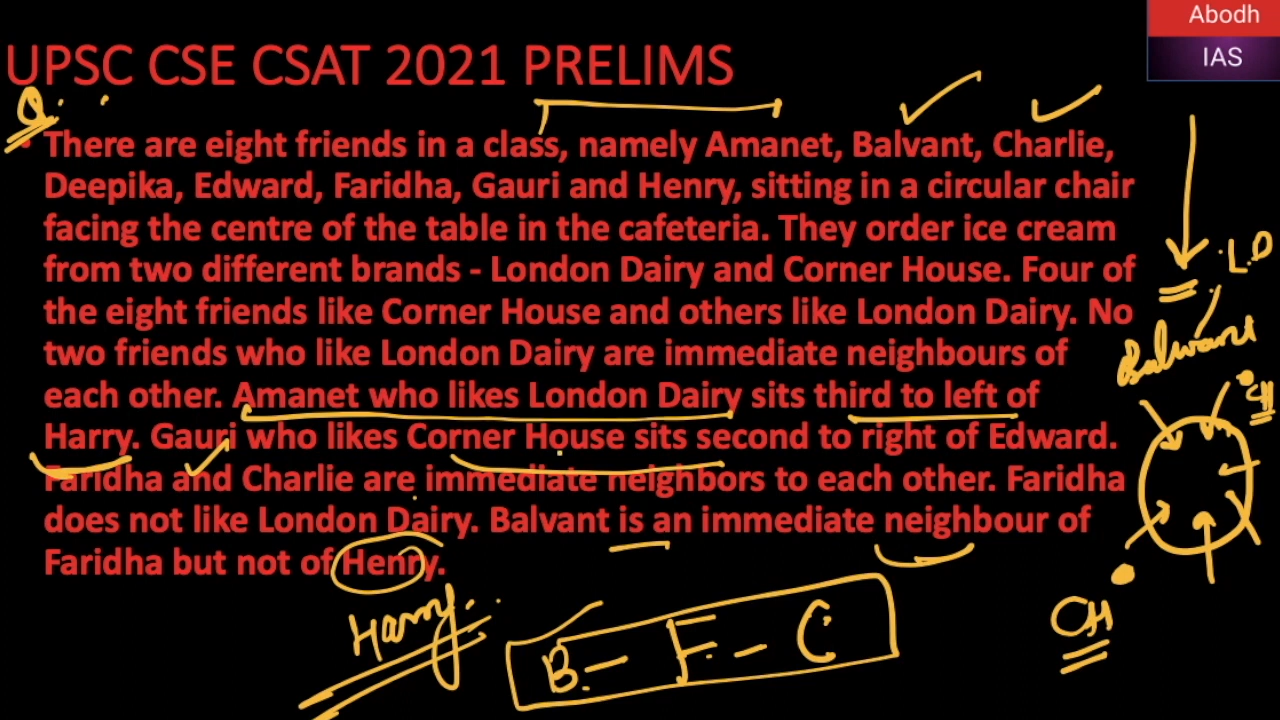 Abodh
IAS
UPSC CSE CSAT 2021 PRELIMS
Q.
There are eight friends in a class, namely Amanet, Balvant, Charlie,
Deepika, Edward, Faridha, Gauri and Henry, sitting in a circular chair
facing the centre of the table in the cafeteria. They order ice cream
from two different brands - London Dairy and Corner House. Four of
the eight friends like Corner House and others like London Dairy. No
two friends who like London Dairy are immediate neighbours of
each other. Amanet who likes London Dairy sits third to left of
Harry. Gauri who likes Corner House sits second to right of Edward.
Faridha and Charlie are immediate neighbors to each other. Faridha
does not like London Dairy. Balvant is an immediate neighbour of
Faridha but not of Henry.
L.D
Balvant
CH
CH
Harry
B - F - C